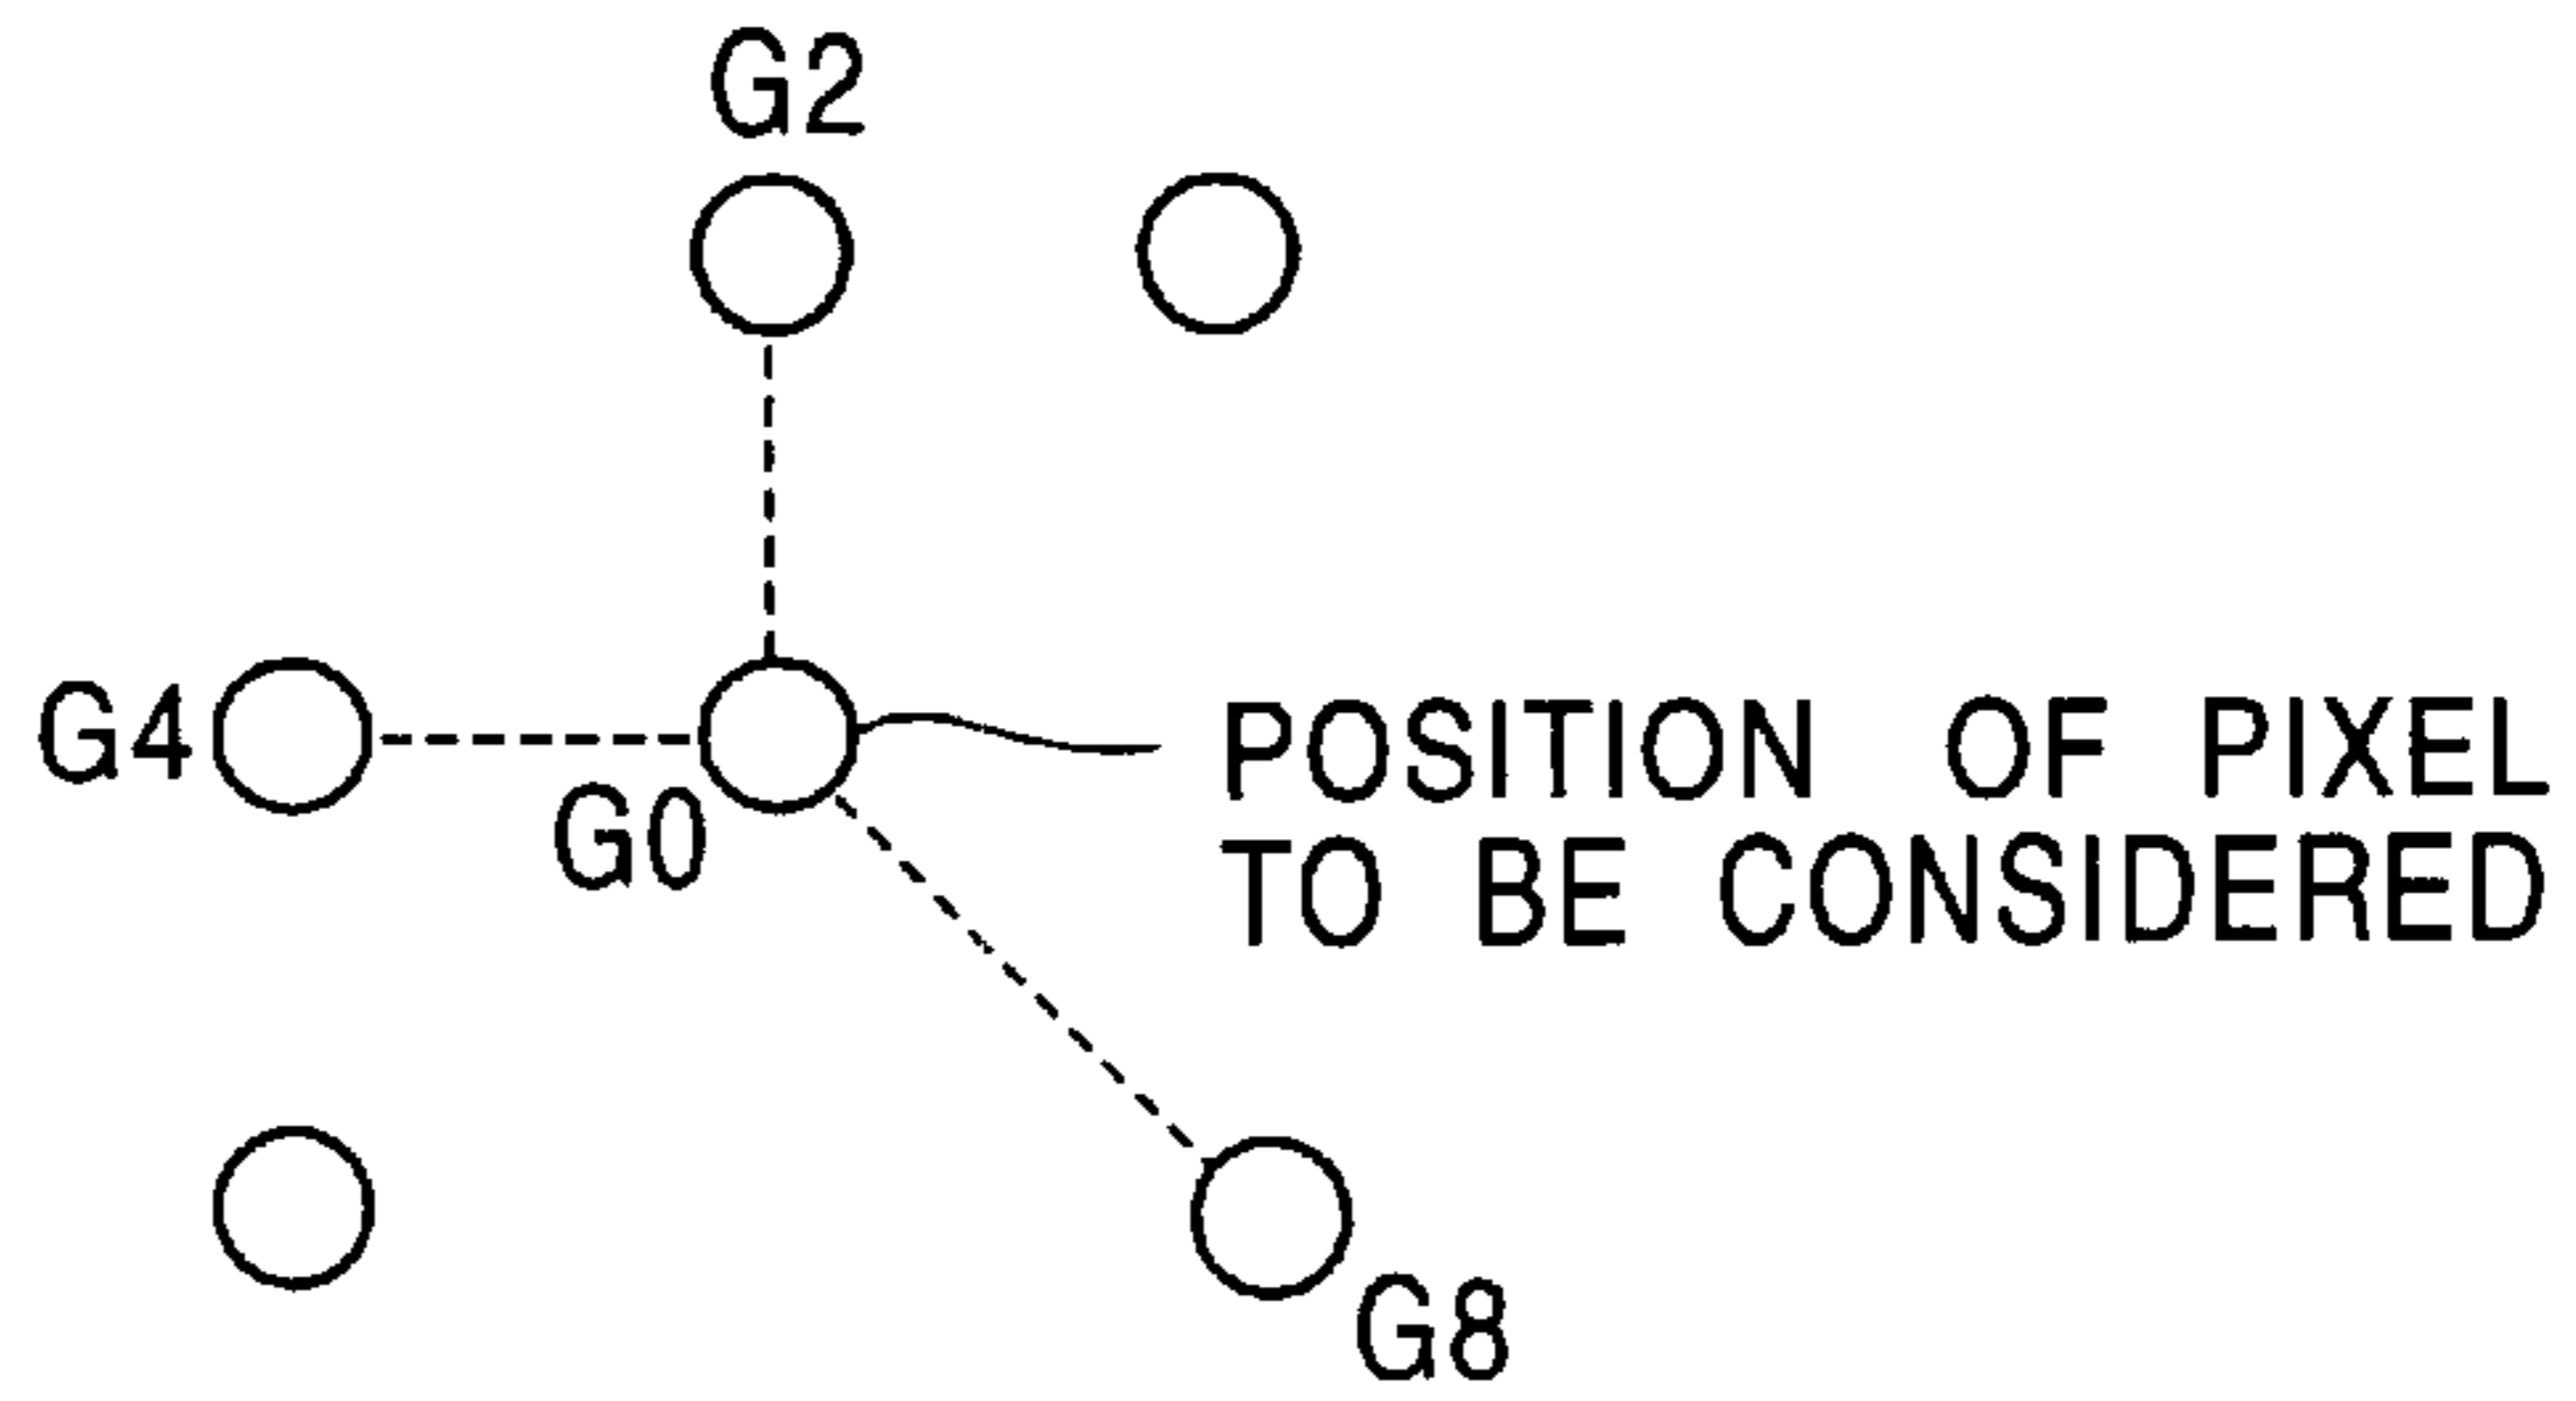 G2
G4
G0
POSITION OF PIXEL
TO BE CONSIDERED
G8